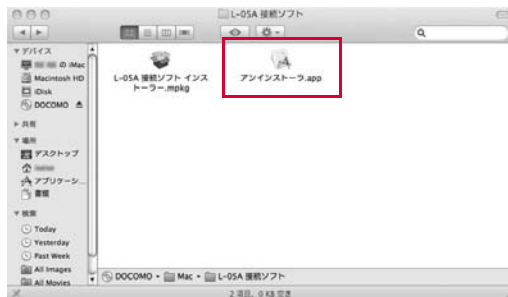 L-05A 接続ソフト
L-05A 接続ソフト インス
トーラー.mpkg
アンインストーラ.app
デバイス
の iMac
Macintosh HD
iDisk
DOCOMO
共有
場所
デスクトップ
アプリケーシ...
書類
検索
Today
Yesterday
Past Week
All Images
All Movies
DOCOMO ▸ Mac ▸ L-05A 接続ソフト
2 項目、0 KB 空き